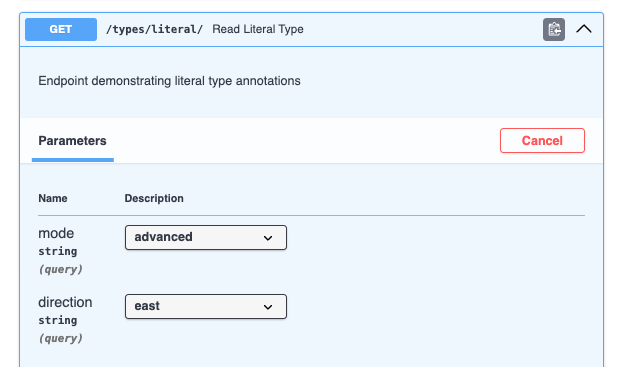 GET /types/literal/ Read Literal Type
Endpoint demonstrating literal type annotations
Parameters Cancel
Name Description
mode advanced
string
(query)
direction east
string
(query)